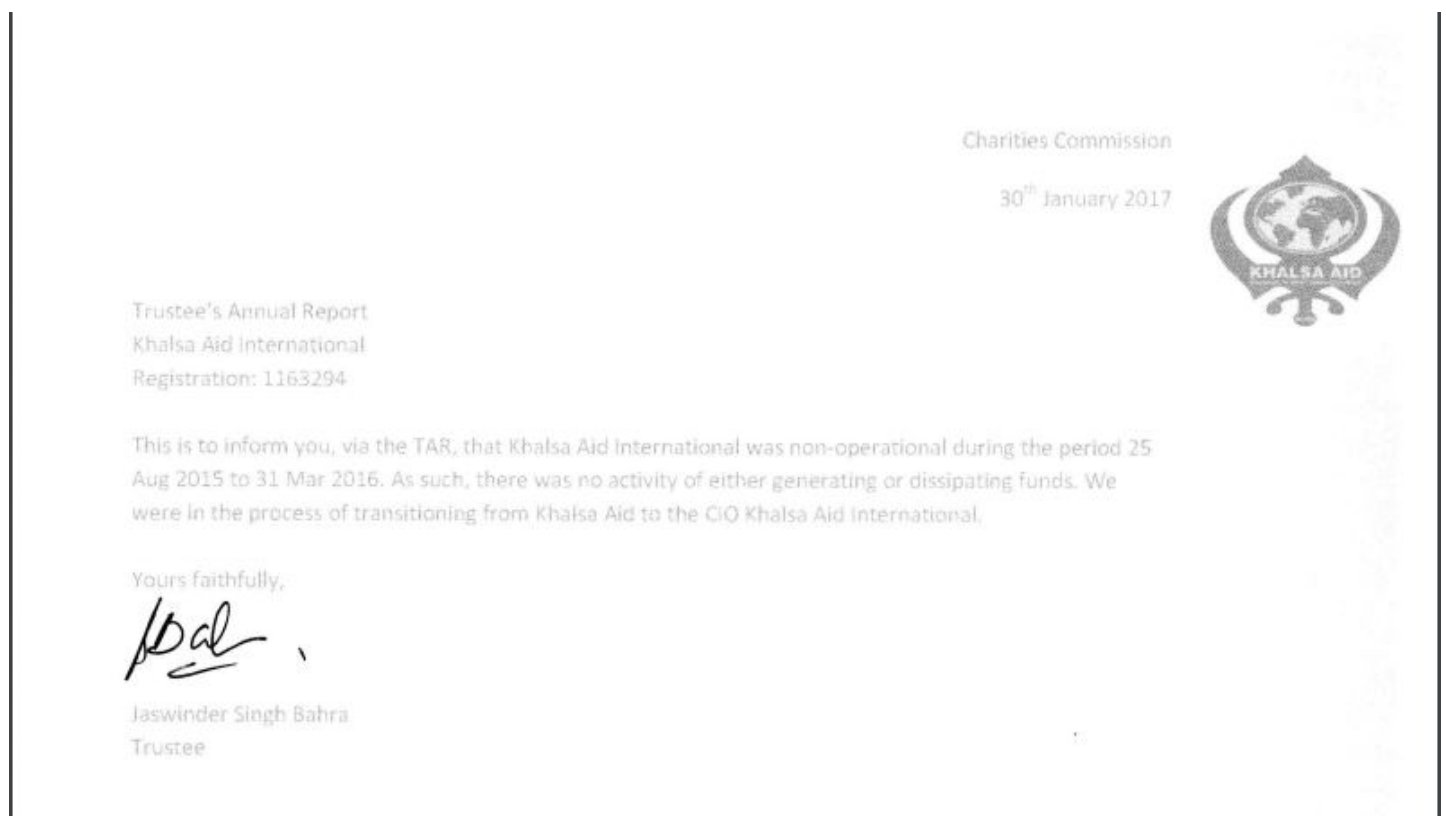 Charities Commission
30th January 2017
KHALSA AID
Trustee's Annual Report
Khalsa Aid International
Registration: 1163294
This is to inform you, via the TAR, that Khalsa Aid International was non-operational during the period 25
Aug 2015 to 31 Mar 2016. As such, there was no activity of either generating or dissipating funds. We
were in the process of transitioning from Khalsa Aid to the CIO Khalsa Aid International.
Yours faithfully,
Jaswinder Singh Bahra
Trustee